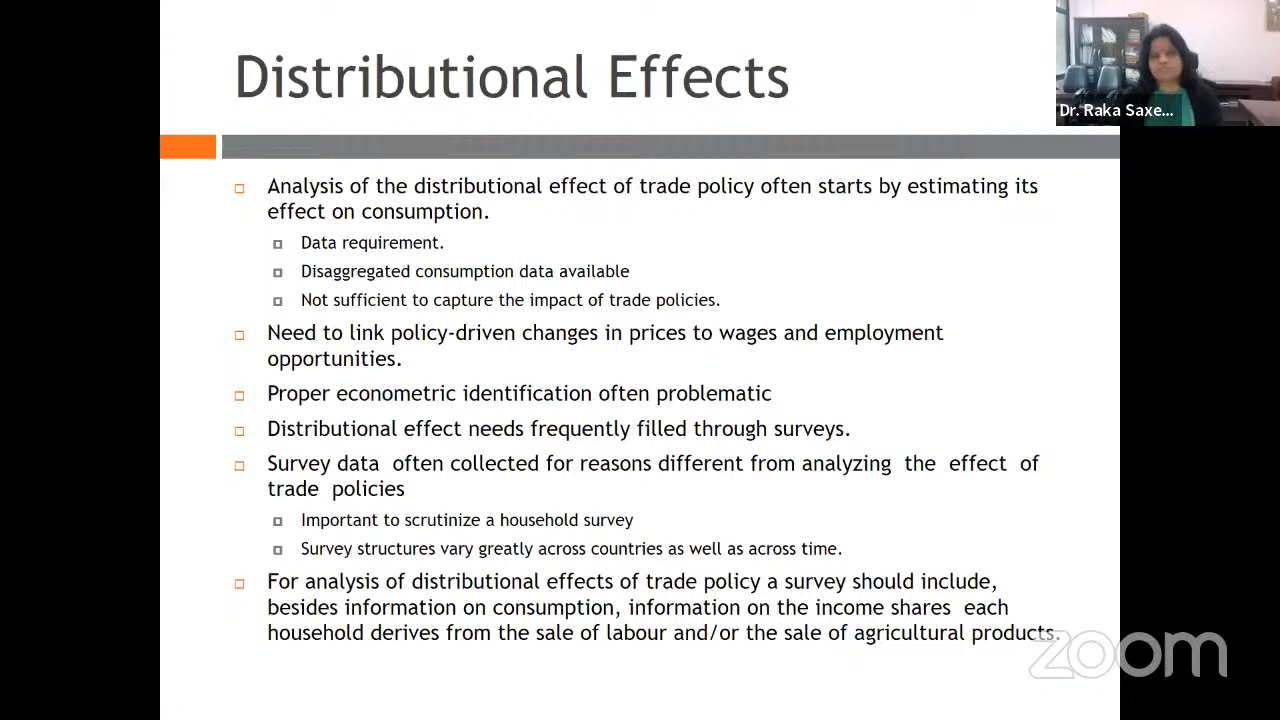 Distributional Effects
Dr. Raka Saxe...
Analysis of the distributional effect of trade policy often starts by estimating its
effect on consumption.
Data requirement.
Disaggregated consumption data available
Not sufficient to capture the impact of trade policies.
Need to link policy-driven changes in prices to wages and employment
opportunities.
Proper econometric identification often problematic
Distributional effect needs frequently filled through surveys.
Survey data often collected for reasons different from analyzing the effect of
trade policies
Important to scrutinize a household survey
Survey structures vary greatly across countries as well as across time.
For analysis of distributional effects of trade policy a survey should include,
besides information on consumption, information on the income shares each
household derives from the sale of labour and/or the sale of agricultural products.
zoom